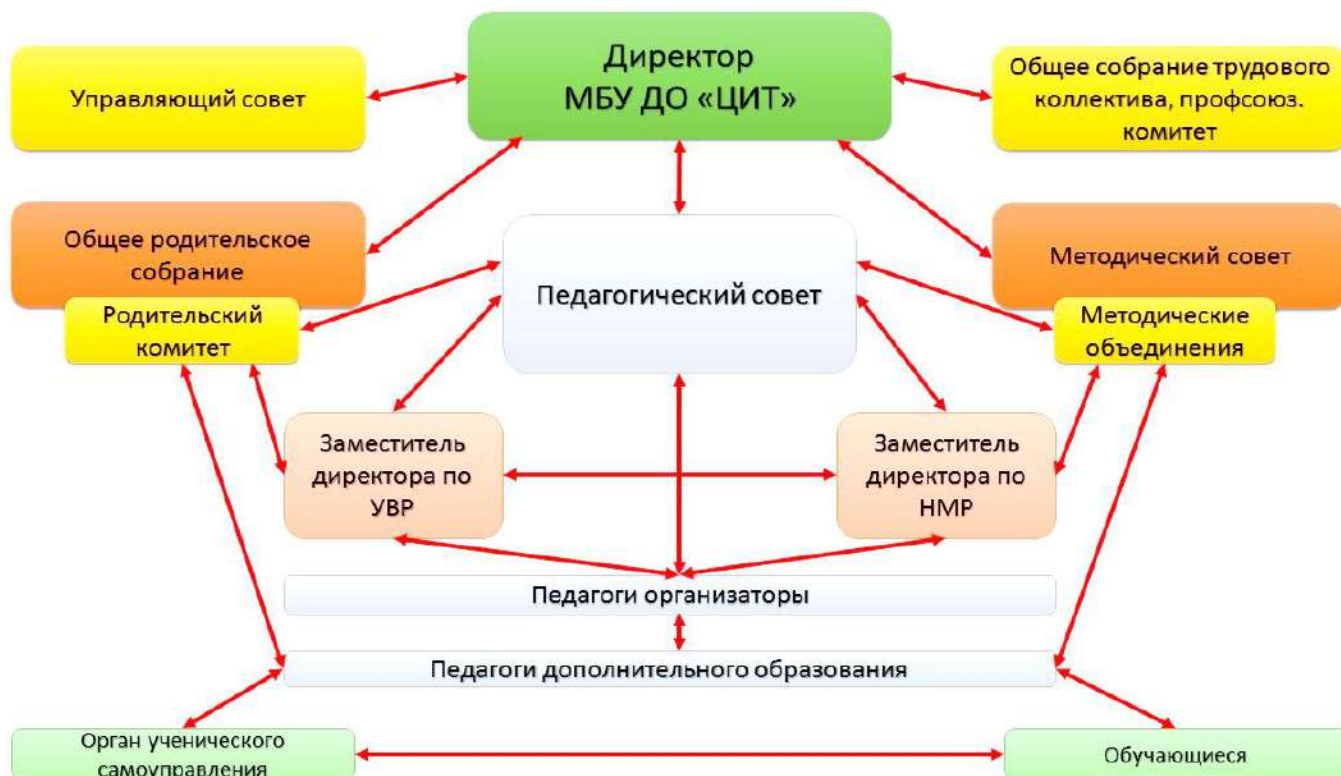 Директор
МБУ ДО «ЦИТ»
Управляющий совет
Общее собрание трудового
коллектива, профсоюз.
комитет
Общее родительское
собрание
Методический совет
Педагогический совет
Родительский
комитет
Методические
объединения
Заместитель
директора по
УВР
Заместитель
директора по
НМР
Педагоги организаторы
Педагоги дополнительного образования
Орган ученического
самоуправления
Обучающиеся